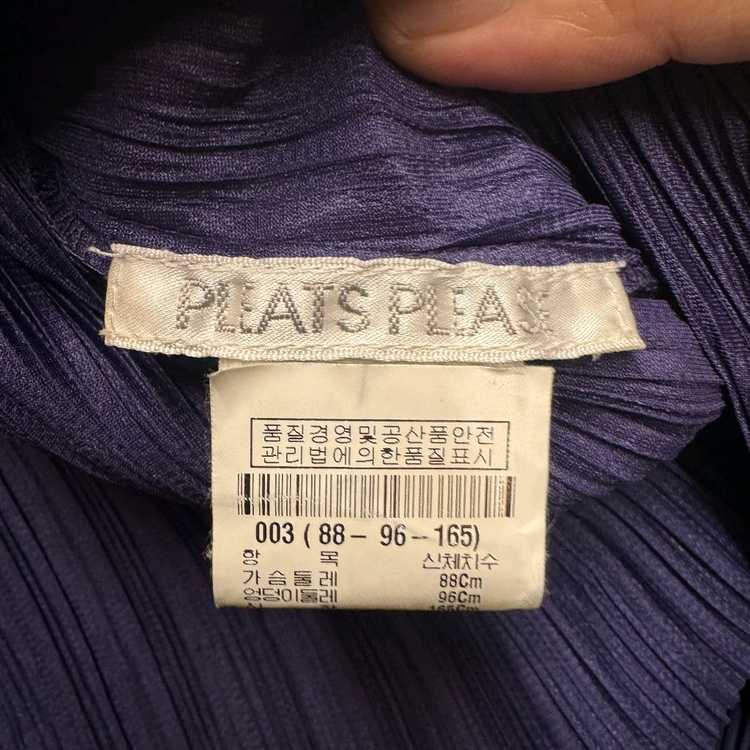 PLEATS PLEASE
품질경영및공산품안전
관리법에의한품질표시
003 ( 88 - 96 - 165)
항 목 신체치수
가슴둘레 88Cm
엉덩이둘레 96Cm
165Cm